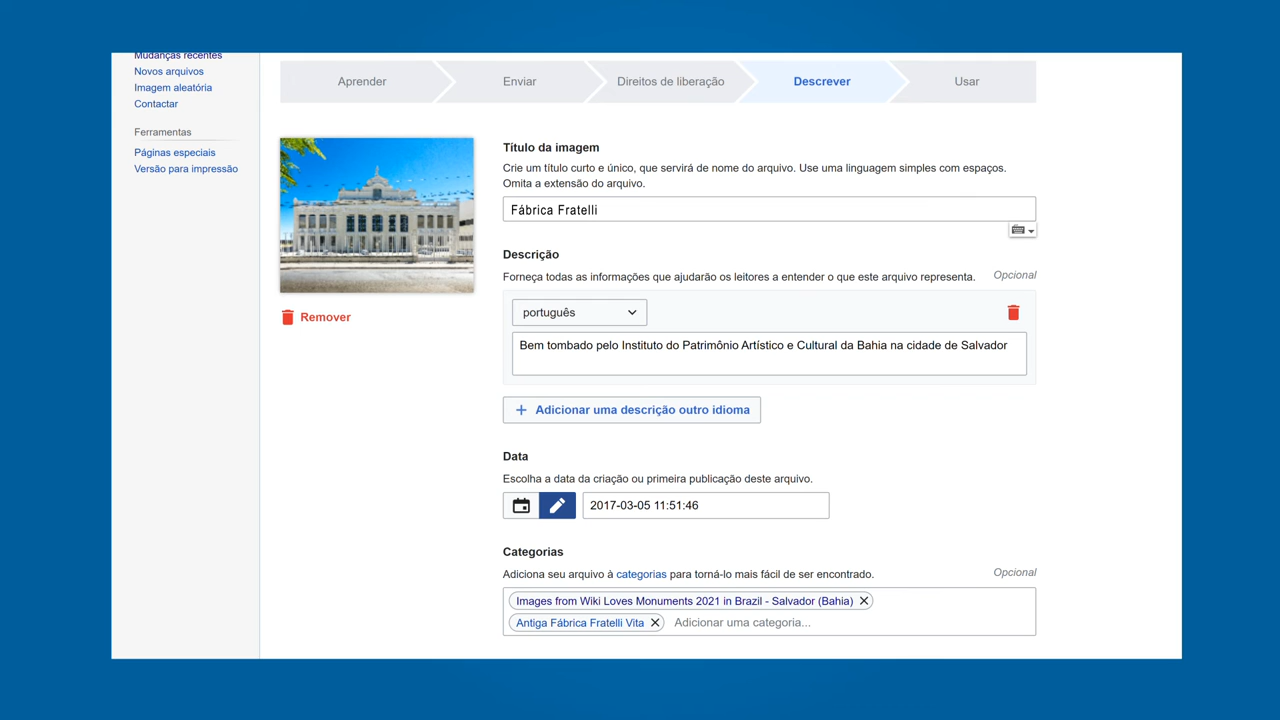 Mudanças recentes
Novos arquivos
Imagem aleatória
Contactar
Ferramentas
Páginas especiais
Versão para impressão
Aprender
Enviar
Direitos de liberação
Descrever
Usar
Remover
Título da imagem
Crie um título curto e único, que servirá de nome do arquivo. Use uma linguagem simples com espaços.
Omita a extensão do arquivo.
Fábrica Fratelli
Descrição
Forneça todas as informações que ajudarão os leitores a entender o que este arquivo representa.
Opcional
português
Bem tombado pelo Instituto do Patrimônio Artístico e Cultural da Bahia na cidade de Salvador
Adicionar uma descrição outro idioma
Data
Escolha a data da criação ou primeira publicação deste arquivo.
2017-03-05 11:51:46
Categorias
Adiciona seu arquivo à categorias para torná-lo mais fácil de ser encontrado.
Opcional
Images from Wiki Loves Monuments 2021 in Brazil - Salvador (Bahia)
Antiga Fábrica Fratelli Vita
Adicionar uma categoria...